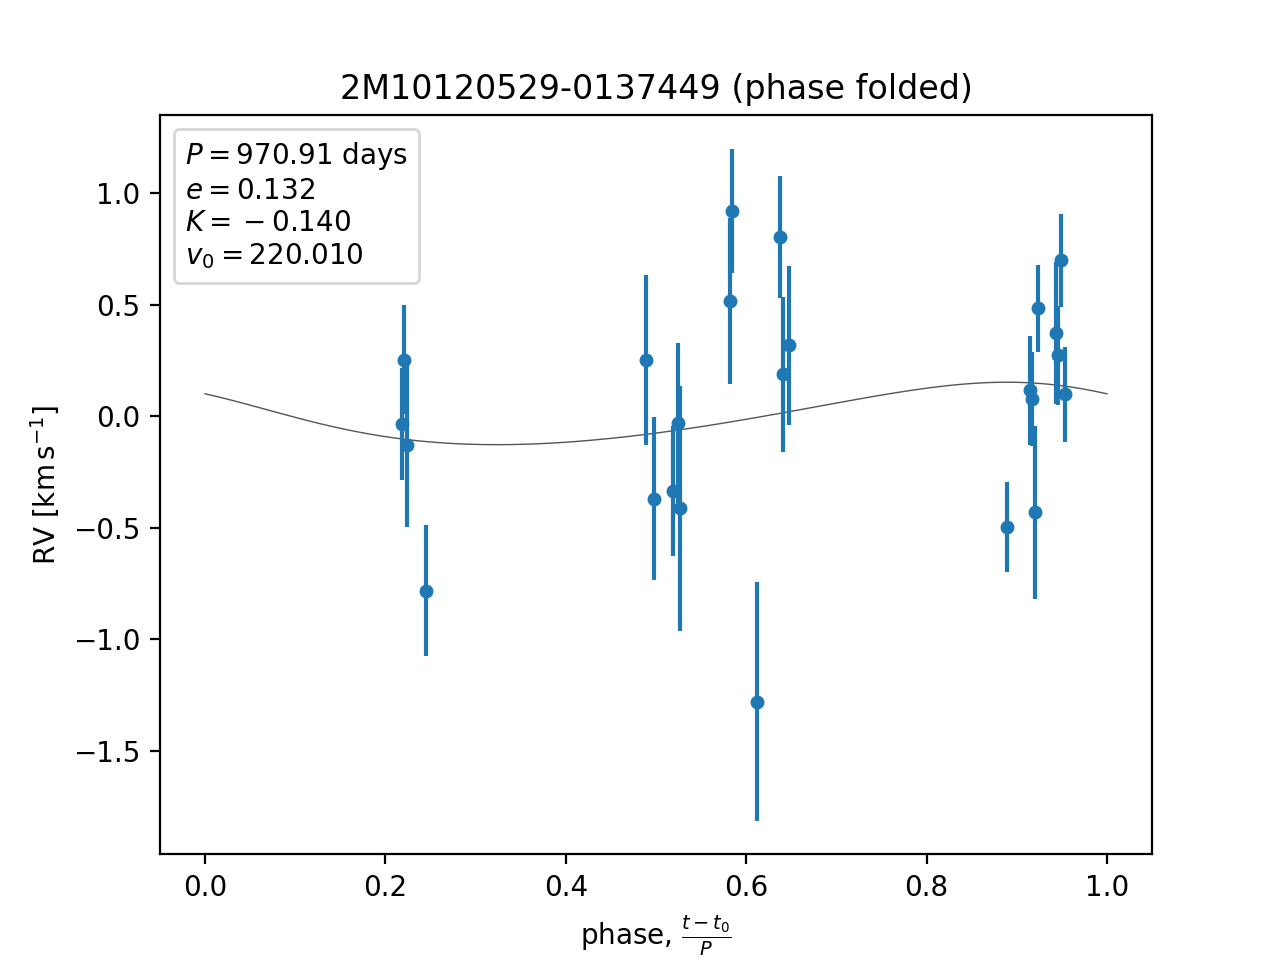 2M10120529-0137449 (phase folded)
P = 970.91 days
e = 0.132
K = −0.140
v₀ = 220.010
1.0
0.5
0.0
−0.5
−1.0
−1.5
RV [km s⁻¹]
0.0 0.2 0.4 0.6 0.8 1.0
phase, (t − t₀)/P